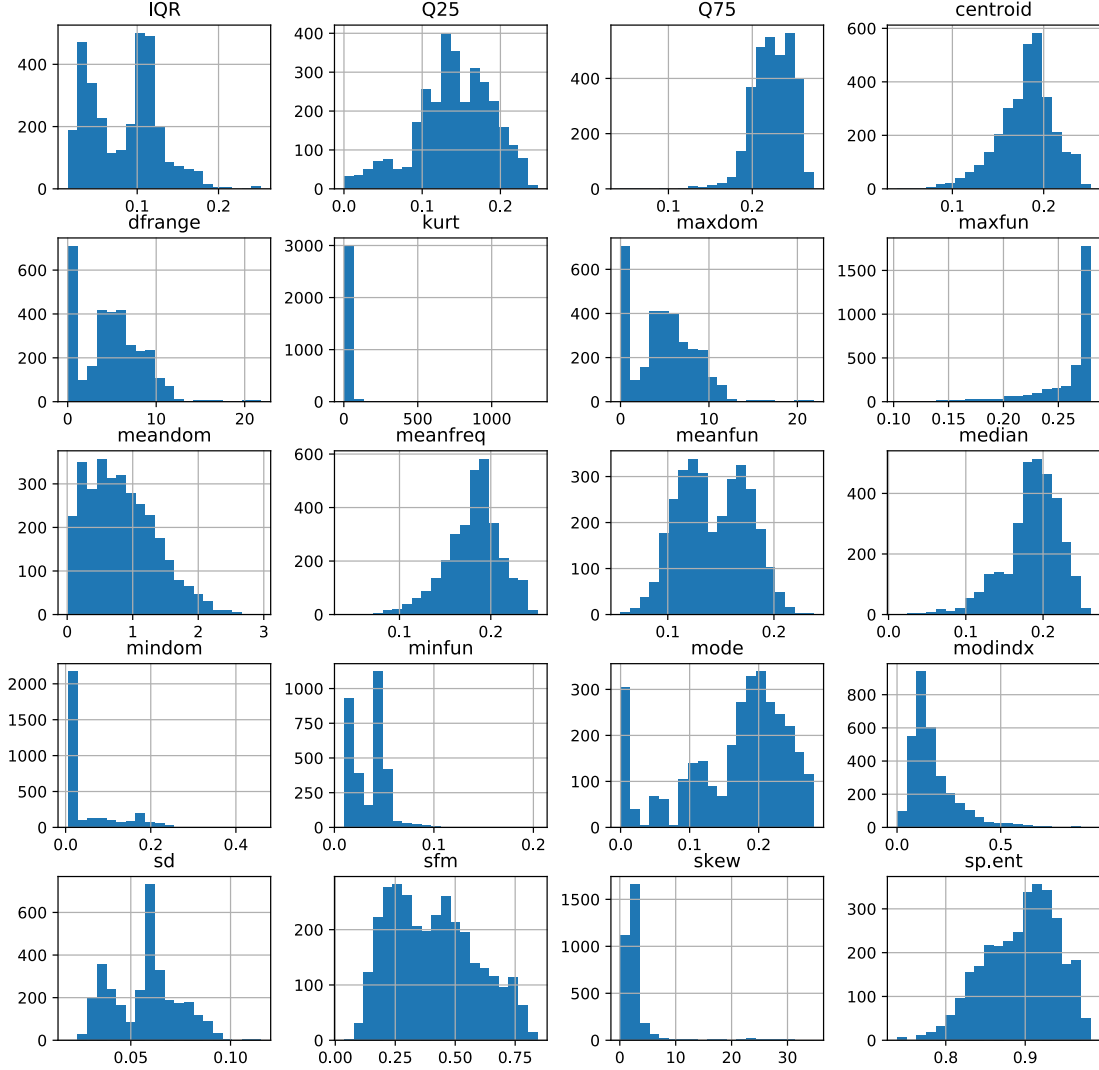 IQR
400
200
0
0.1 0.2
Q25
400
300
200
100
0
0.0 0.1 0.2
Q75
400
200
0
0.1 0.2
centroid
600
400
200
0
0.1 0.2
dfrange
600
400
200
0
0 10 20
kurt
3000
2000
1000
0
0 500 1000
maxdom
600
400
200
0
0 10 20
maxfun
1500
1000
500
0
0.10 0.15 0.20 0.25
meandom
300
200
100
0
0 1 2 3
meanfreq
600
400
200
0
0.1 0.2
meanfun
300
200
100
0
0.1 0.2
median
400
200
0
0.0 0.1 0.2
mindom
2000
1500
1000
500
0
0.0 0.2 0.4
minfun
1000
750
500
250
0
0.1 0.2
mode
300
200
100
0
0.0 0.1 0.2
modindx
800
600
400
200
0
0.0 0.5
sd
600
400
200
0
0.05 0.10
sfm
200
100
0
0.00 0.25 0.50 0.75
skew
1500
1000
500
0
0 10 20 30
sp.ent
300
200
100
0
0.8 0.9